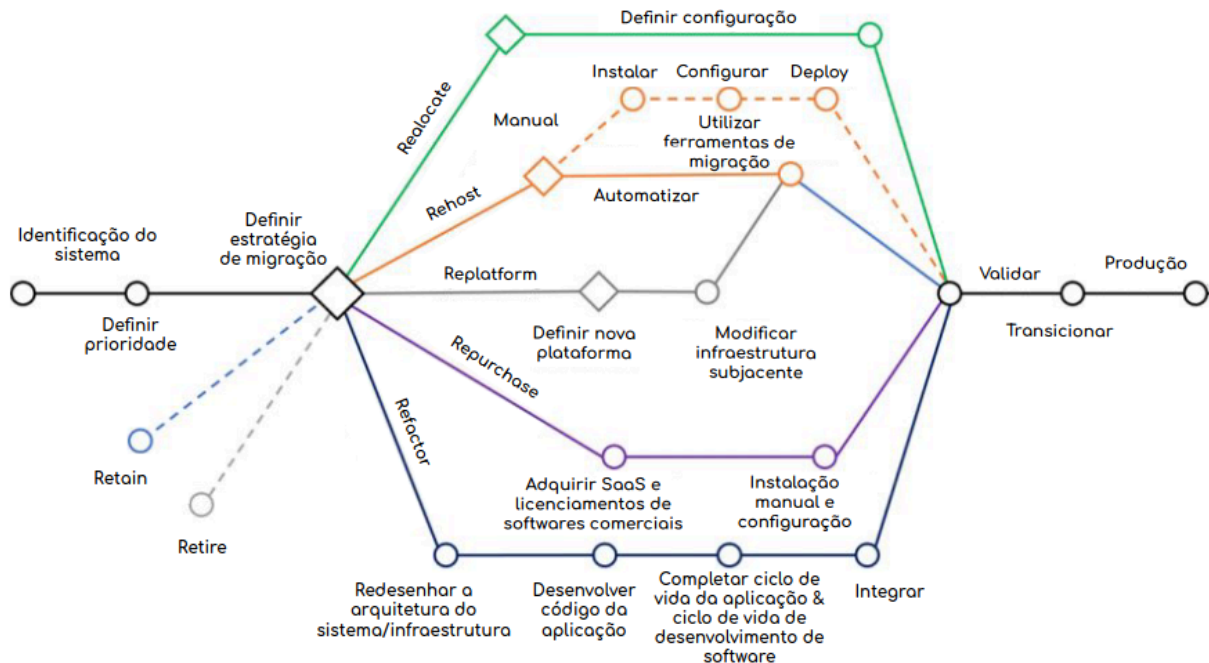 Definir configuração
Realocate
Instalar
Configurar
Deploy
Manual
Utilizar
ferramentas de
migração
Rehost
Automatizar
Identificação do
sistema
Definir
estratégia
de migração
Definir
prioridade
Replatform
Definir nova
plataforma
Modificar
infraestrutura
subjacente
Validar
Produção
Transicionar
Repurchase
Refactor
Retain
Retire
Adquirir SaaS e
licenciamentos de
softwares comerciais
Instalação
manual e
configuração
Redesenhar a
arquitetura do
sistema/infraestrutura
Desenvolver
código da
aplicação
Completar ciclo de
vida da aplicação &
ciclo de vida de
desenvolvimento de
software
Integrar